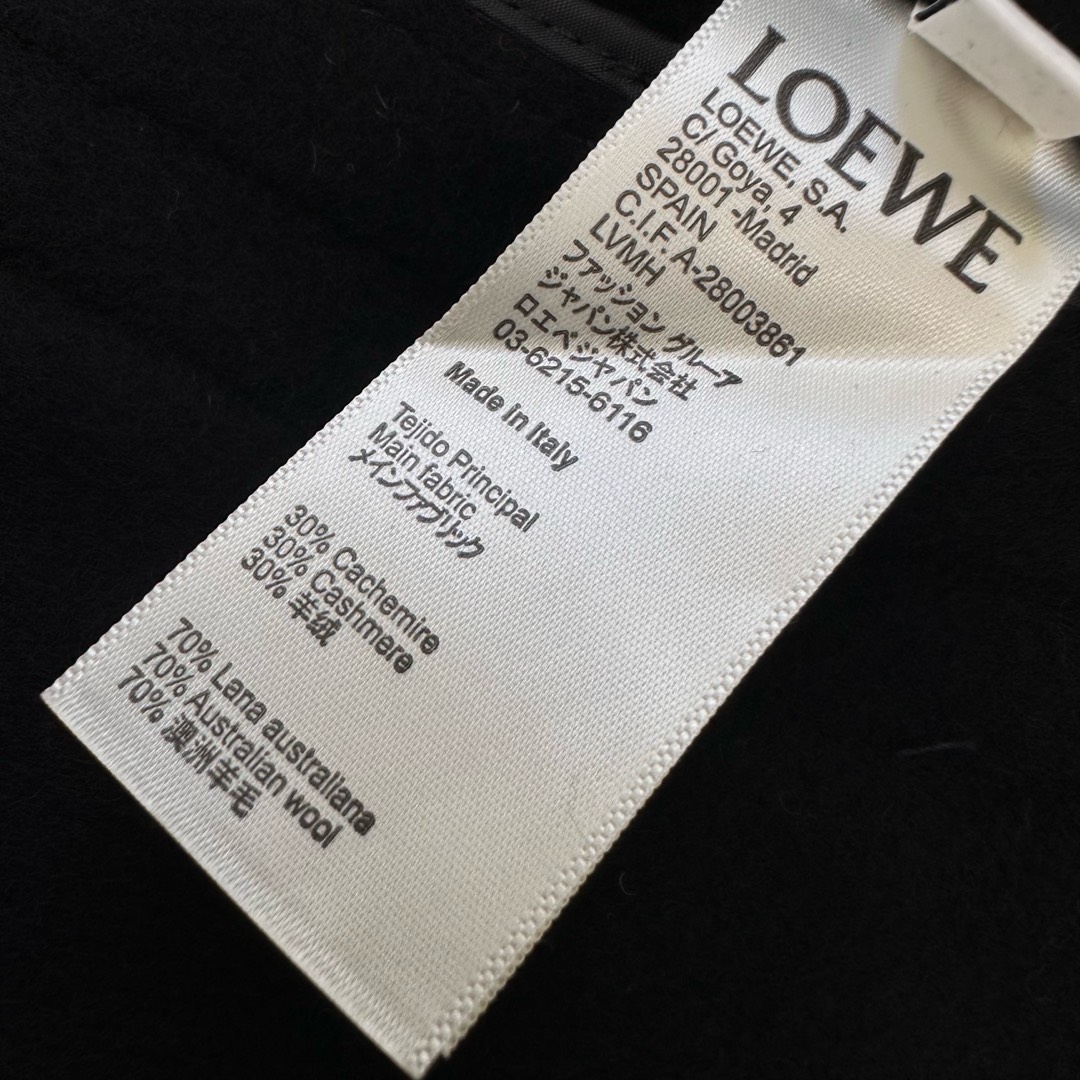 LOEWE
LOEWE, S.A.
C/ Goya, 4
28001 -Madrid
SPAIN
C.I.F. A-28003861
LVMH
ファッション グルーア
ジャパン株式会社
ロエベジャパン
03-6215-6116
Made in Italy
Tejido Principal
Main fabric
メインファブリック
30% Cachemire
30% Cashmere
30% 羊绒
70% Lana australiana
70% Australian wool
70% 澳洲羊毛